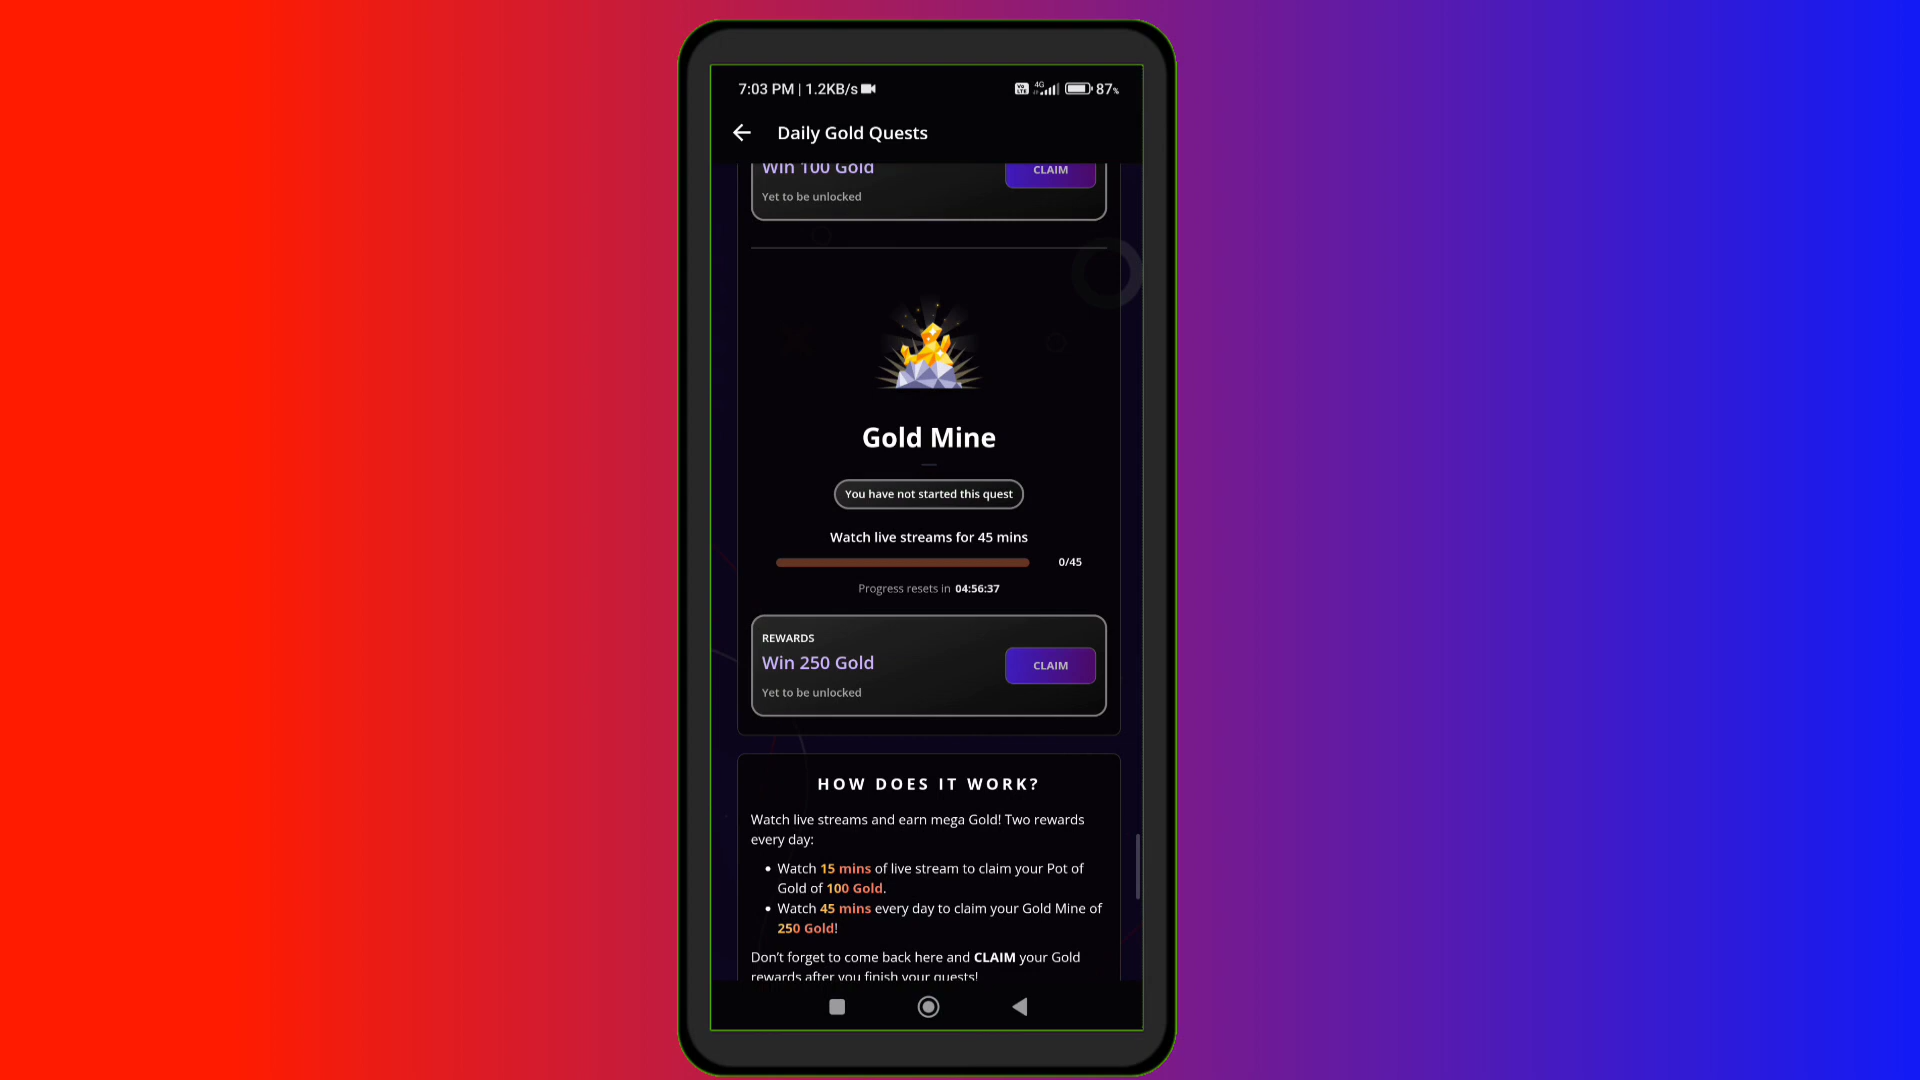 7:03 PM | 1.2KB/s
Vo LTE 4G 87%
Daily Gold Quests
Win 100 Gold
CLAIM
Yet to be unlocked
Gold Mine
You have not started this quest
Watch live streams for 45 mins
0/45
Progress resets in 04:56:37
REWARDS
Win 250 Gold
CLAIM
Yet to be unlocked
HOW DOES IT WORK?
Watch live streams and earn mega Gold! Two rewards
every day:
• Watch 15 mins of live stream to claim your Pot of
Gold of 100 Gold.
• Watch 45 mins every day to claim your Gold Mine of
250 Gold!
Don't forget to come back here and CLAIM your Gold
rewards after you finish your quests!